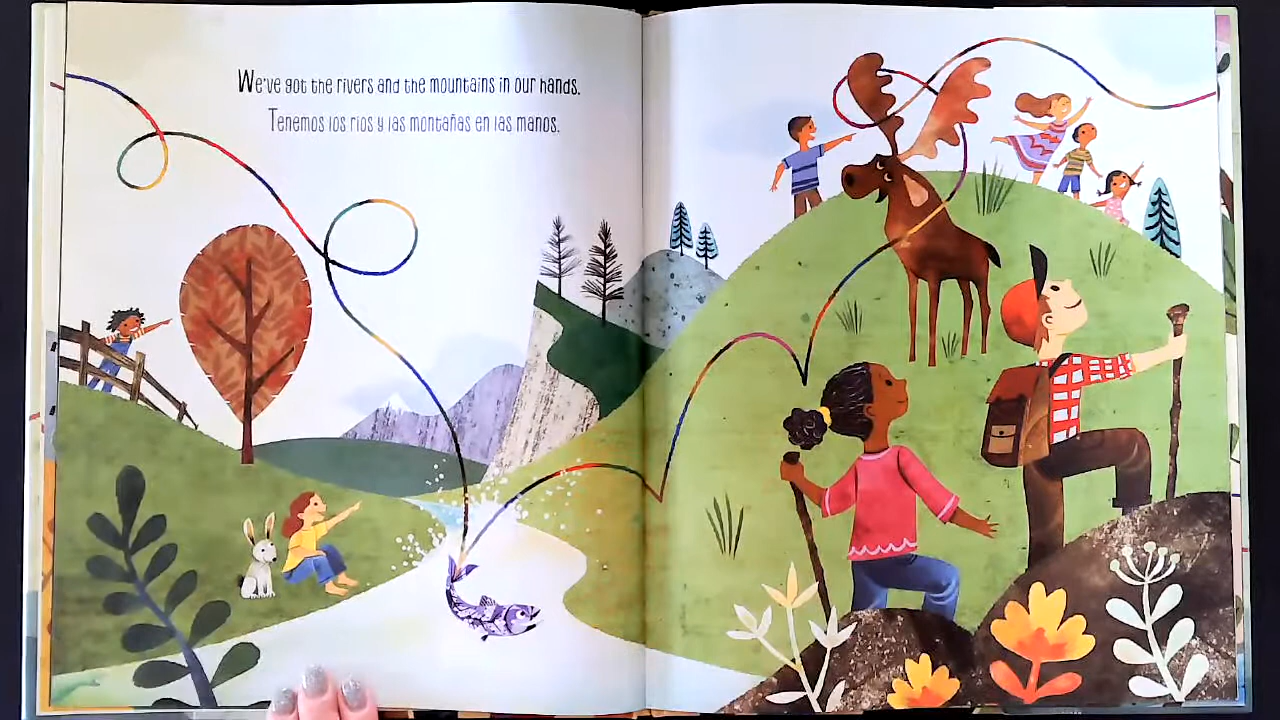 We've got the rivers and the mountains in our hands.
Tenemos los ríos y las montañas en las manos.